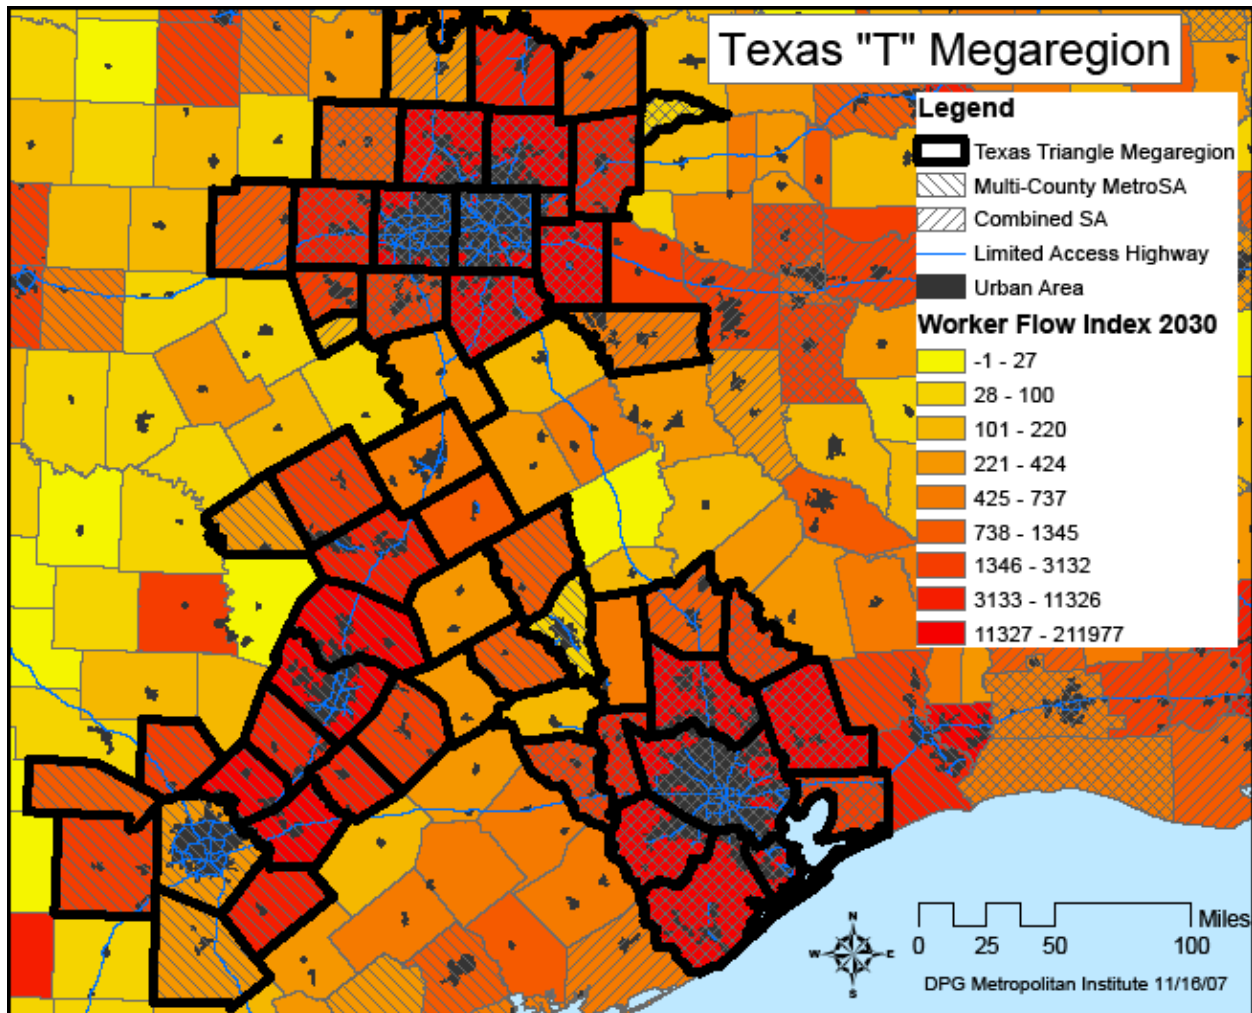 Texas "T" Megaregion
Legend
Texas Triangle Megaregion
Multi-County MetroSA
Combined SA
Limited Access Highway
Urban Area
Worker Flow Index 2030
-1 - 27
28 - 100
101 - 220
221 - 424
425 - 737
738 - 1345
1346 - 3132
3133 - 11326
11327 - 211977
N
W E
S
Miles
0 25 50 100
DPG Metropolitan Institute 11/16/07